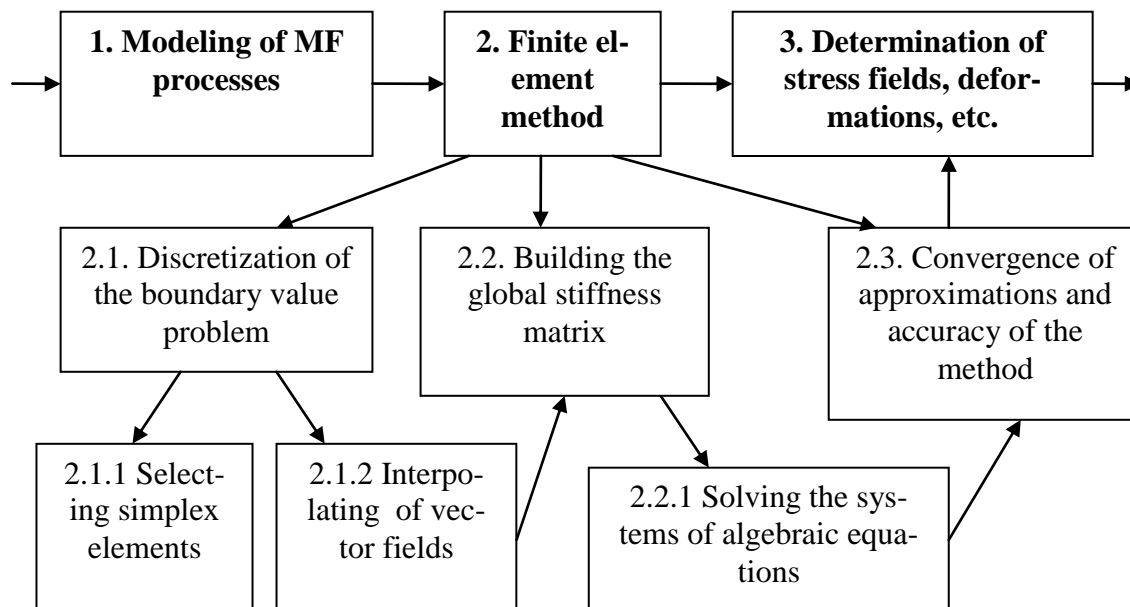 1. Modeling of MF
processes
2. Finite el-
ement
method
3. Determination of
stress fields, defor-
mations, etc.
2.1. Discretization of
the boundary value
problem
2.2. Building the
global stiffness
matrix
2.3. Convergence of
approximations and
accuracy of the
method
2.1.1 Select-
ing simplex
elements
2.1.2 Interpo-
lating  of vec-
tor fields
2.2.1 Solving the sys-
tems of algebraic equa-
tions